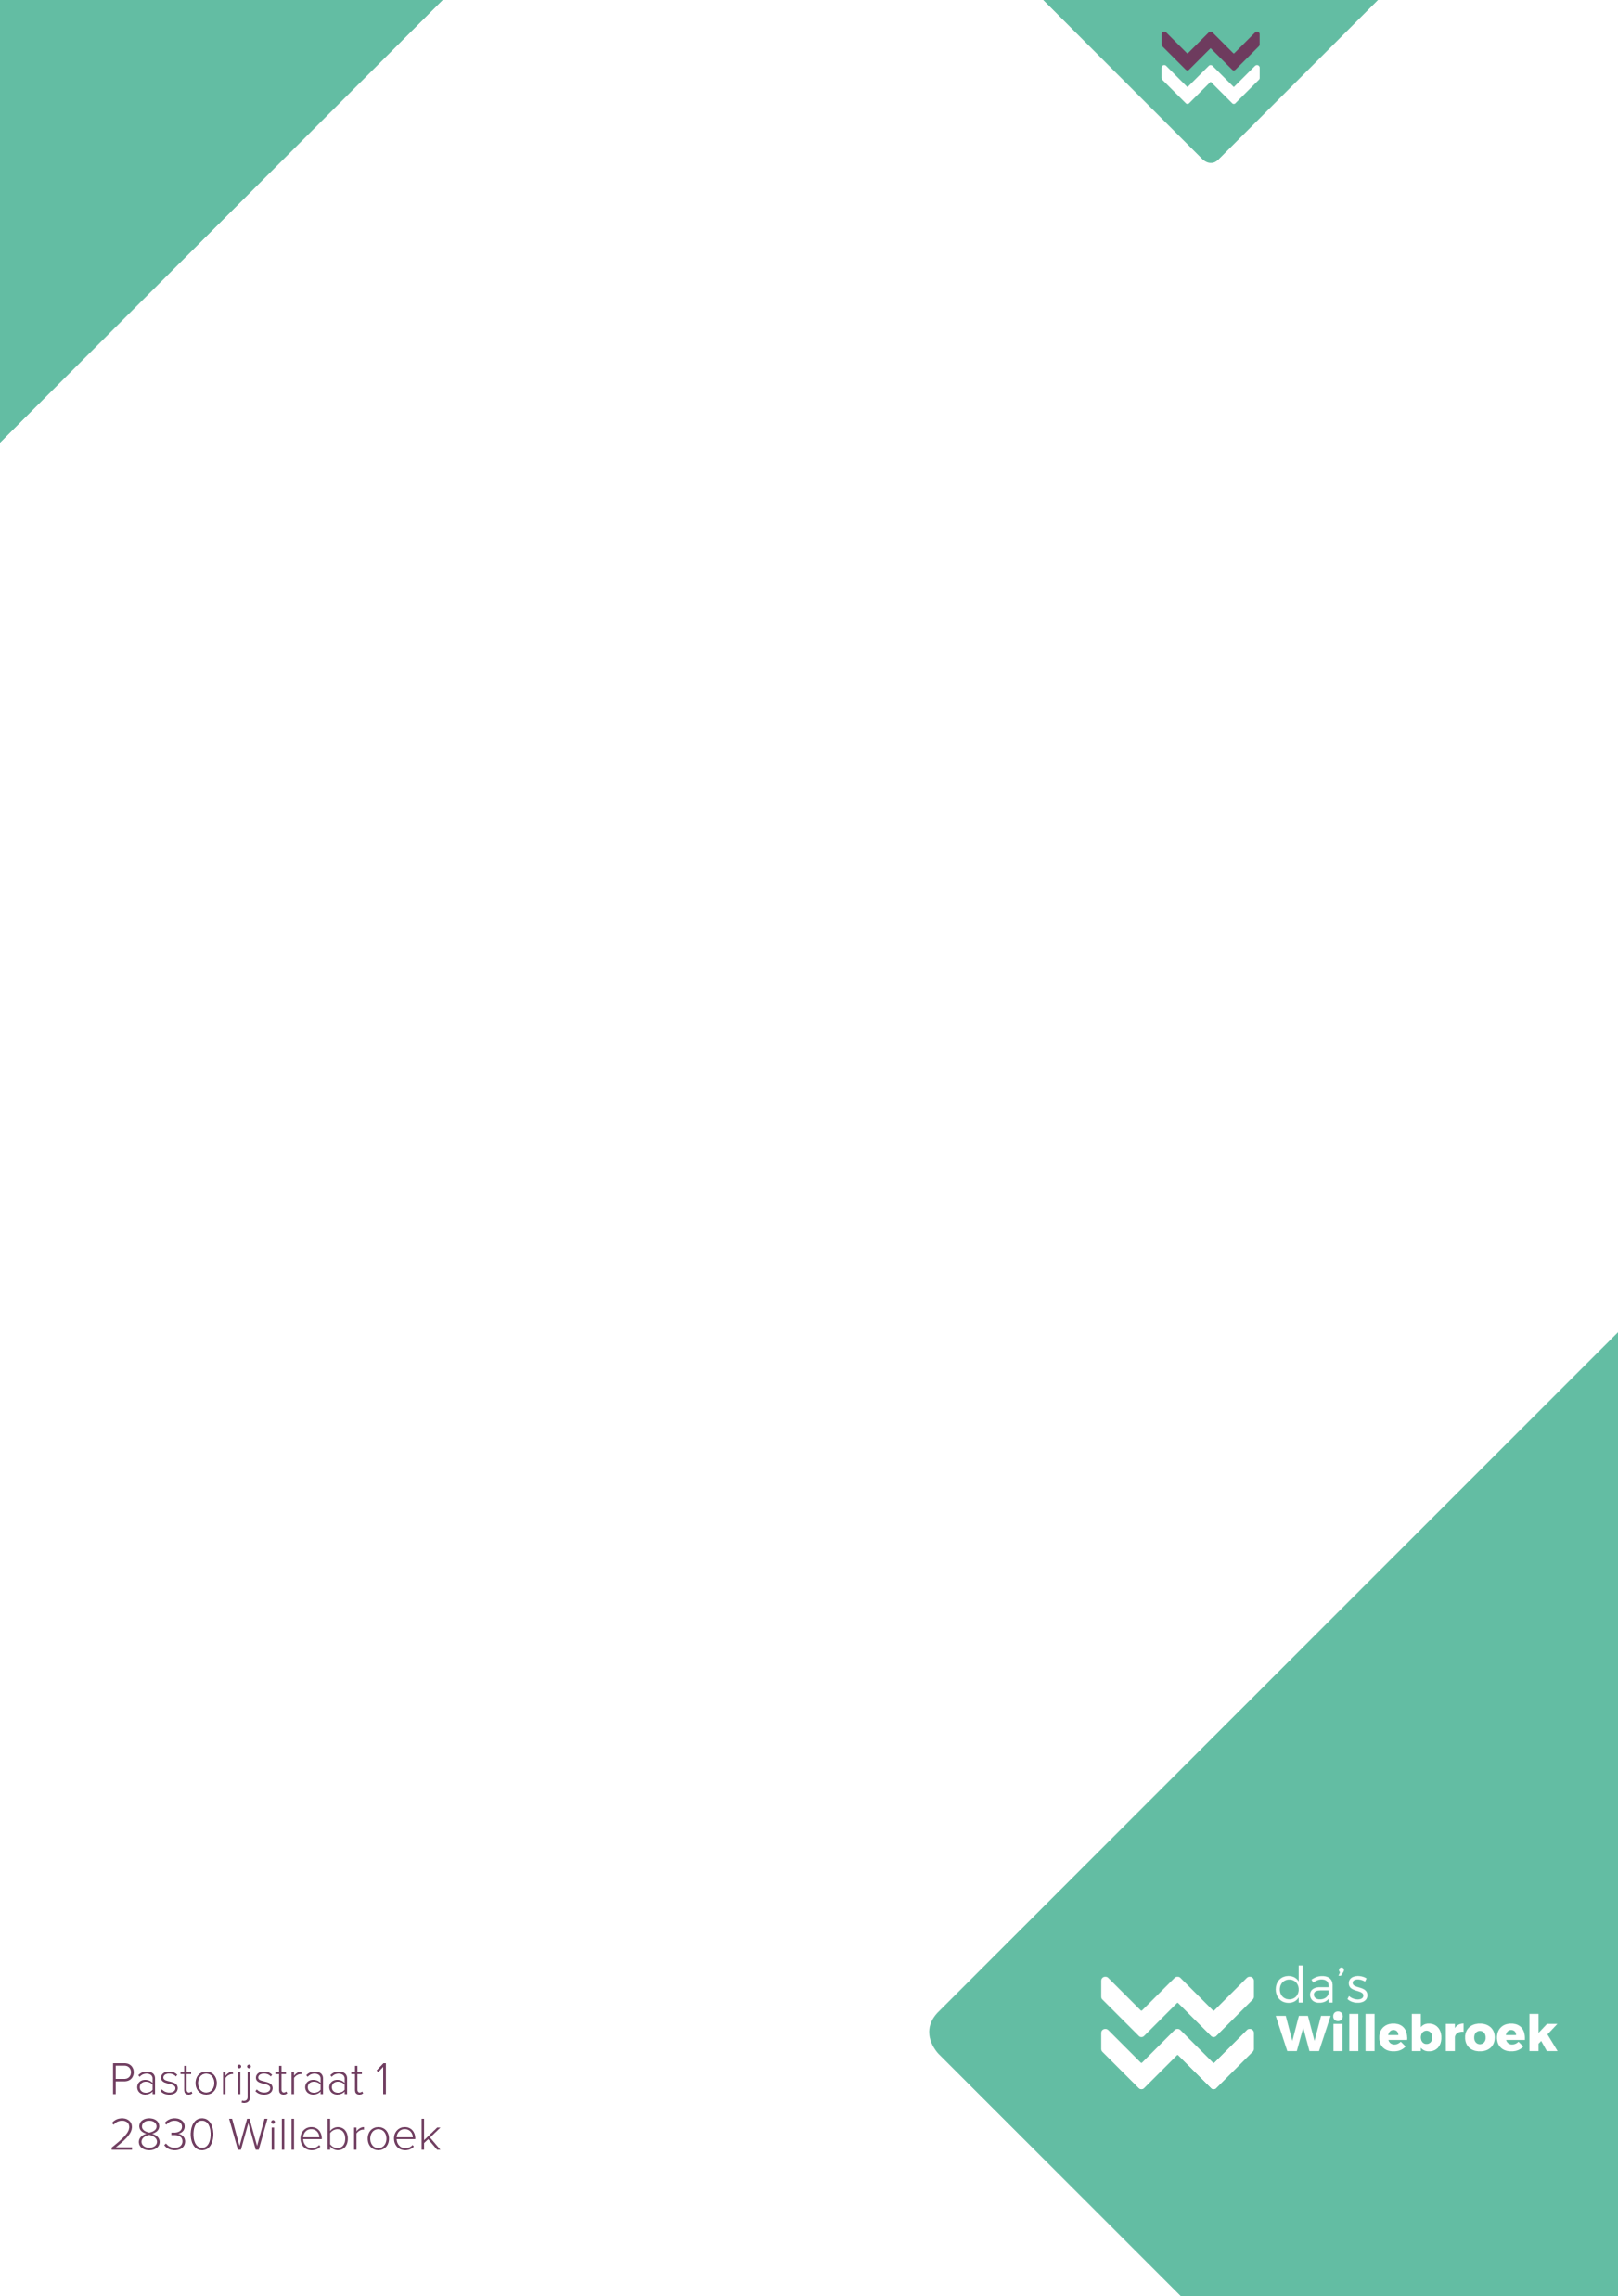 da's
Willebroek
Pastorijstraat 1
2830 Willebroek